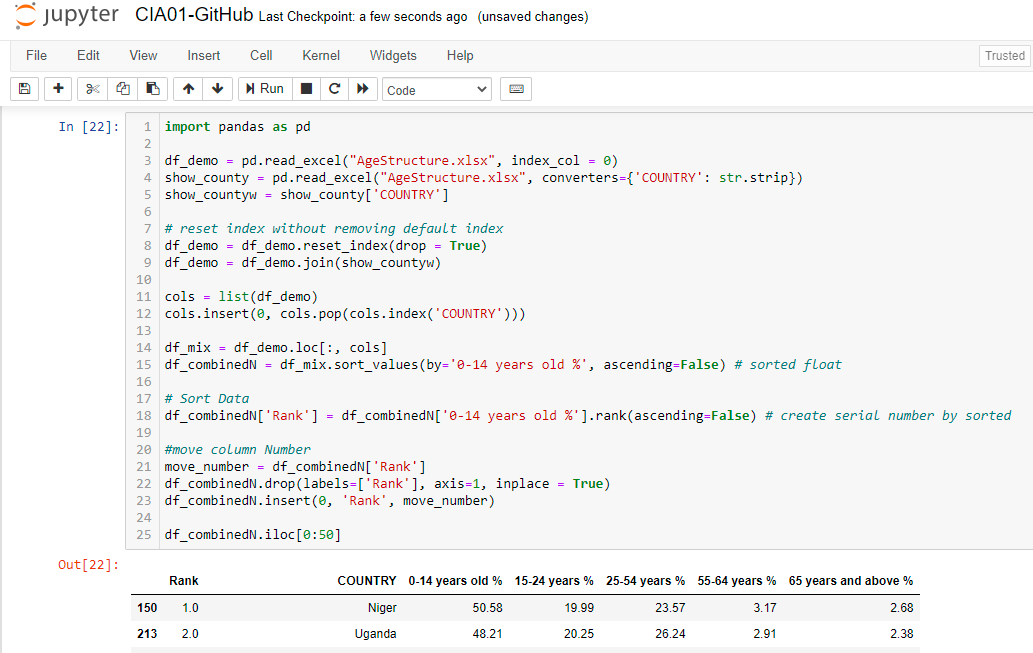 jupyter CIA01-GitHub Last Checkpoint: a few seconds ago (unsaved changes)
File Edit View Insert Cell Kernel Widgets Help Trusted
Run Code
In [22]:
1 import pandas as pd
2
3 df_demo = pd.read_excel("AgeStructure.xlsx", index_col = 0)
4 show_county = pd.read_excel("AgeStructure.xlsx", converters={'COUNTRY': str.strip})
5 show_countyw = show_county['COUNTRY']
6
7 # reset index without removing default index
8 df_demo = df_demo.reset_index(drop = True)
9 df_demo = df_demo.join(show_countyw)
10
11 cols = list(df_demo)
12 cols.insert(0, cols.pop(cols.index('COUNTRY')))
13
14 df_mix = df_demo.loc[:, cols]
15 df_combinedN = df_mix.sort_values(by='0-14 years old %', ascending=False) # sorted float
16
17 # Sort Data
18 df_combinedN['Rank'] = df_combinedN['0-14 years old %'].rank(ascending=False) # create serial number by sorted
19
20 #move column Number
21 move_number = df_combinedN['Rank']
22 df_combinedN.drop(labels=['Rank'], axis=1, inplace = True)
23 df_combinedN.insert(0, 'Rank', move_number)
24
25 df_combinedN.iloc[0:50]
Out[22]:
Rank COUNTRY 0-14 years old % 15-24 years % 25-54 years % 55-64 years % 65 years and above %
150 1.0 Niger 50.58 19.99 23.57 3.17 2.68
213 2.0 Uganda 48.21 20.25 26.24 2.91 2.38